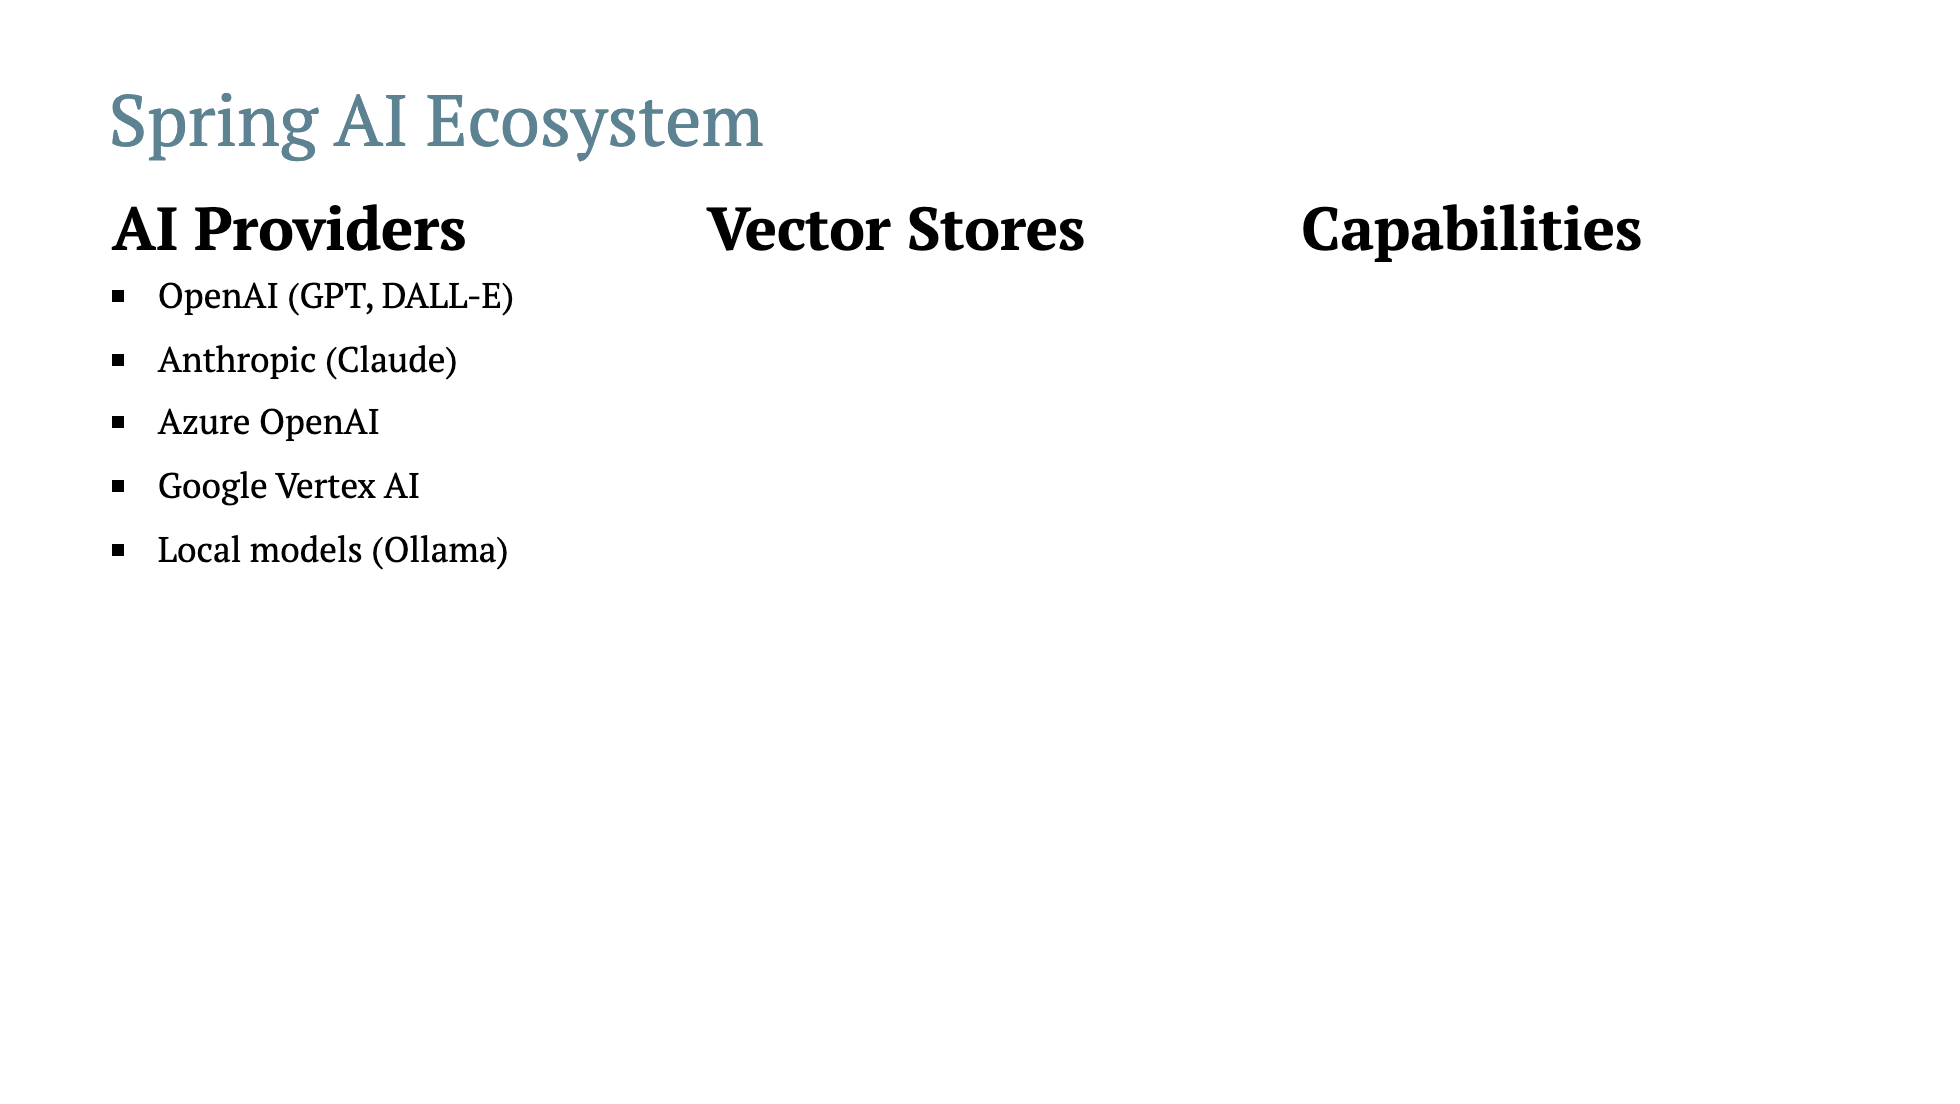 Spring AI Ecosystem
AI Providers
OpenAI (GPT, DALL-E)
Anthropic (Claude)
Azure OpenAI
Google Vertex AI
Local models (Ollama)
Vector Stores
Capabilities